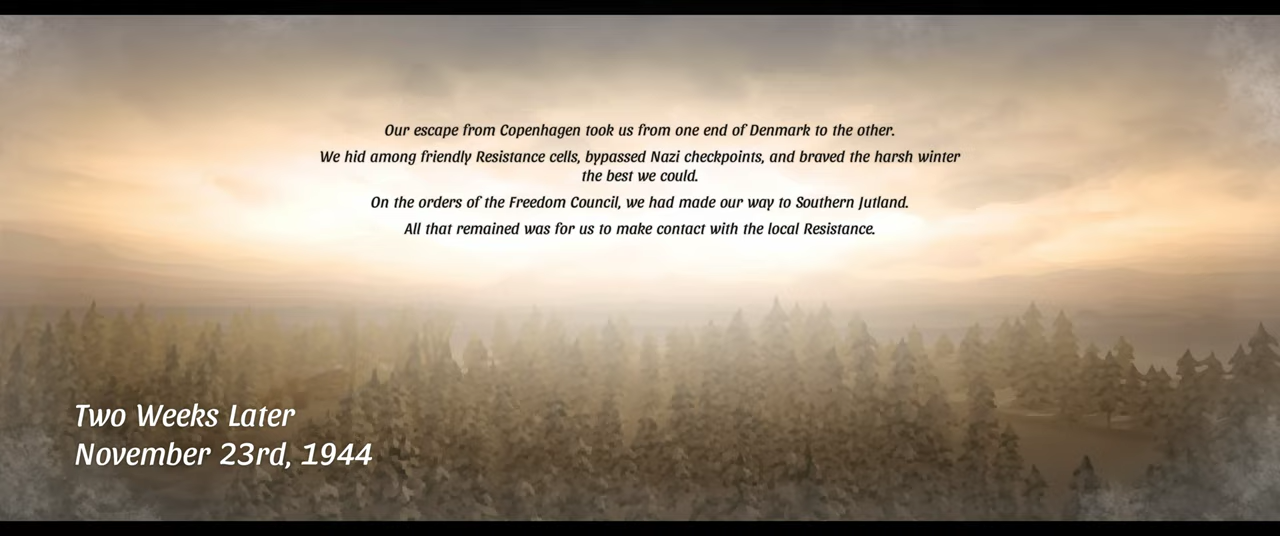 Our escape from Copenhagen took us from one end of Denmark to the other.
We hid among friendly Resistance cells, bypassed Nazi checkpoints, and braved the harsh winter
the best we could.
On the orders of the Freedom Council, we had made our way to Southern Jutland.
All that remained was for us to make contact with the local Resistance.
Two Weeks Later
November 23rd, 1944